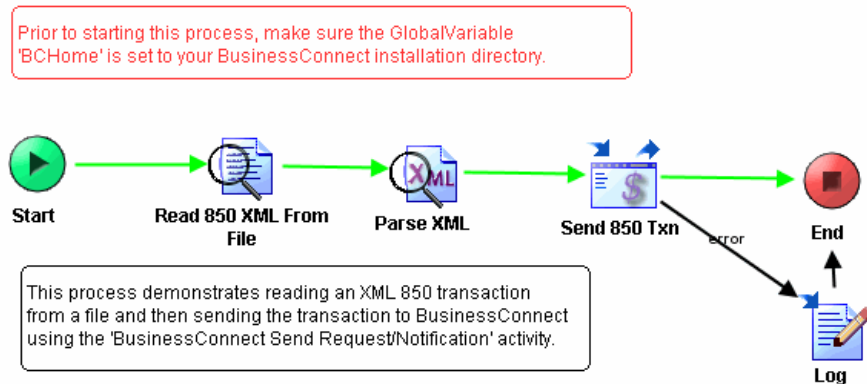 Prior to starting this process, make sure the GlobalVariable
'BCHome' is set to your BusinessConnect installation directory.
XML
$
Start
Read 850 XML From
File
Parse XML
Send 850 Txn
error
End
This process demonstrates reading an XML 850 transaction
from a file and then sending the transaction to BusinessConnect
using the 'BusinessConnect Send Request/Notification' activity.
Log